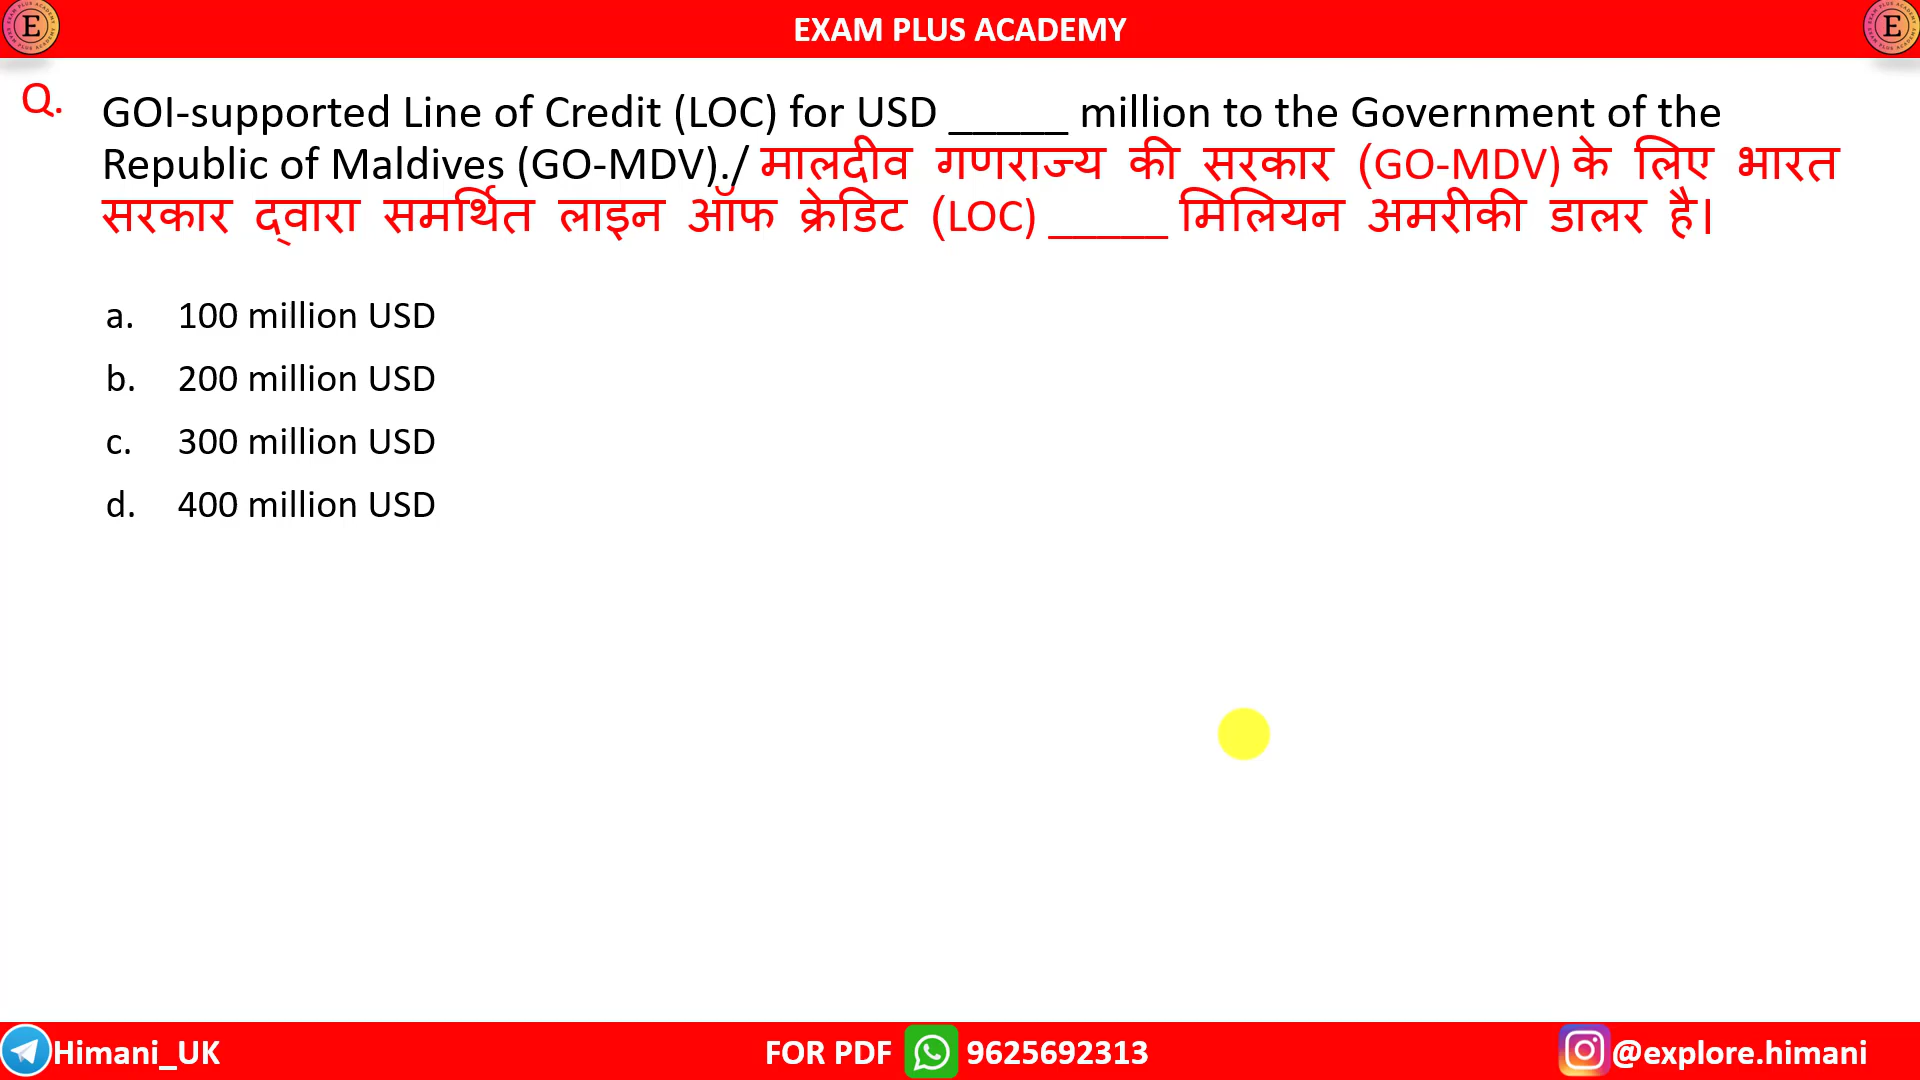 EXAM PLUS ACADEMY
E
E
Q. GOI-supported Line of Credit (LOC) for USD _____ million to the Government of the
Republic of Maldives (GO-MDV)./ मालदीव गणराज्य की सरकार (GO-MDV) के लिए भारत
सरकार द्वारा समर्थित लाइन ऑफ क्रेडिट (LOC) _____ मिलियन अमरीकी डालर है।
a. 100 million USD
b. 200 million USD
c. 300 million USD
d. 400 million USD
Himani_UK
FOR PDF 9625692313
@explore.himani